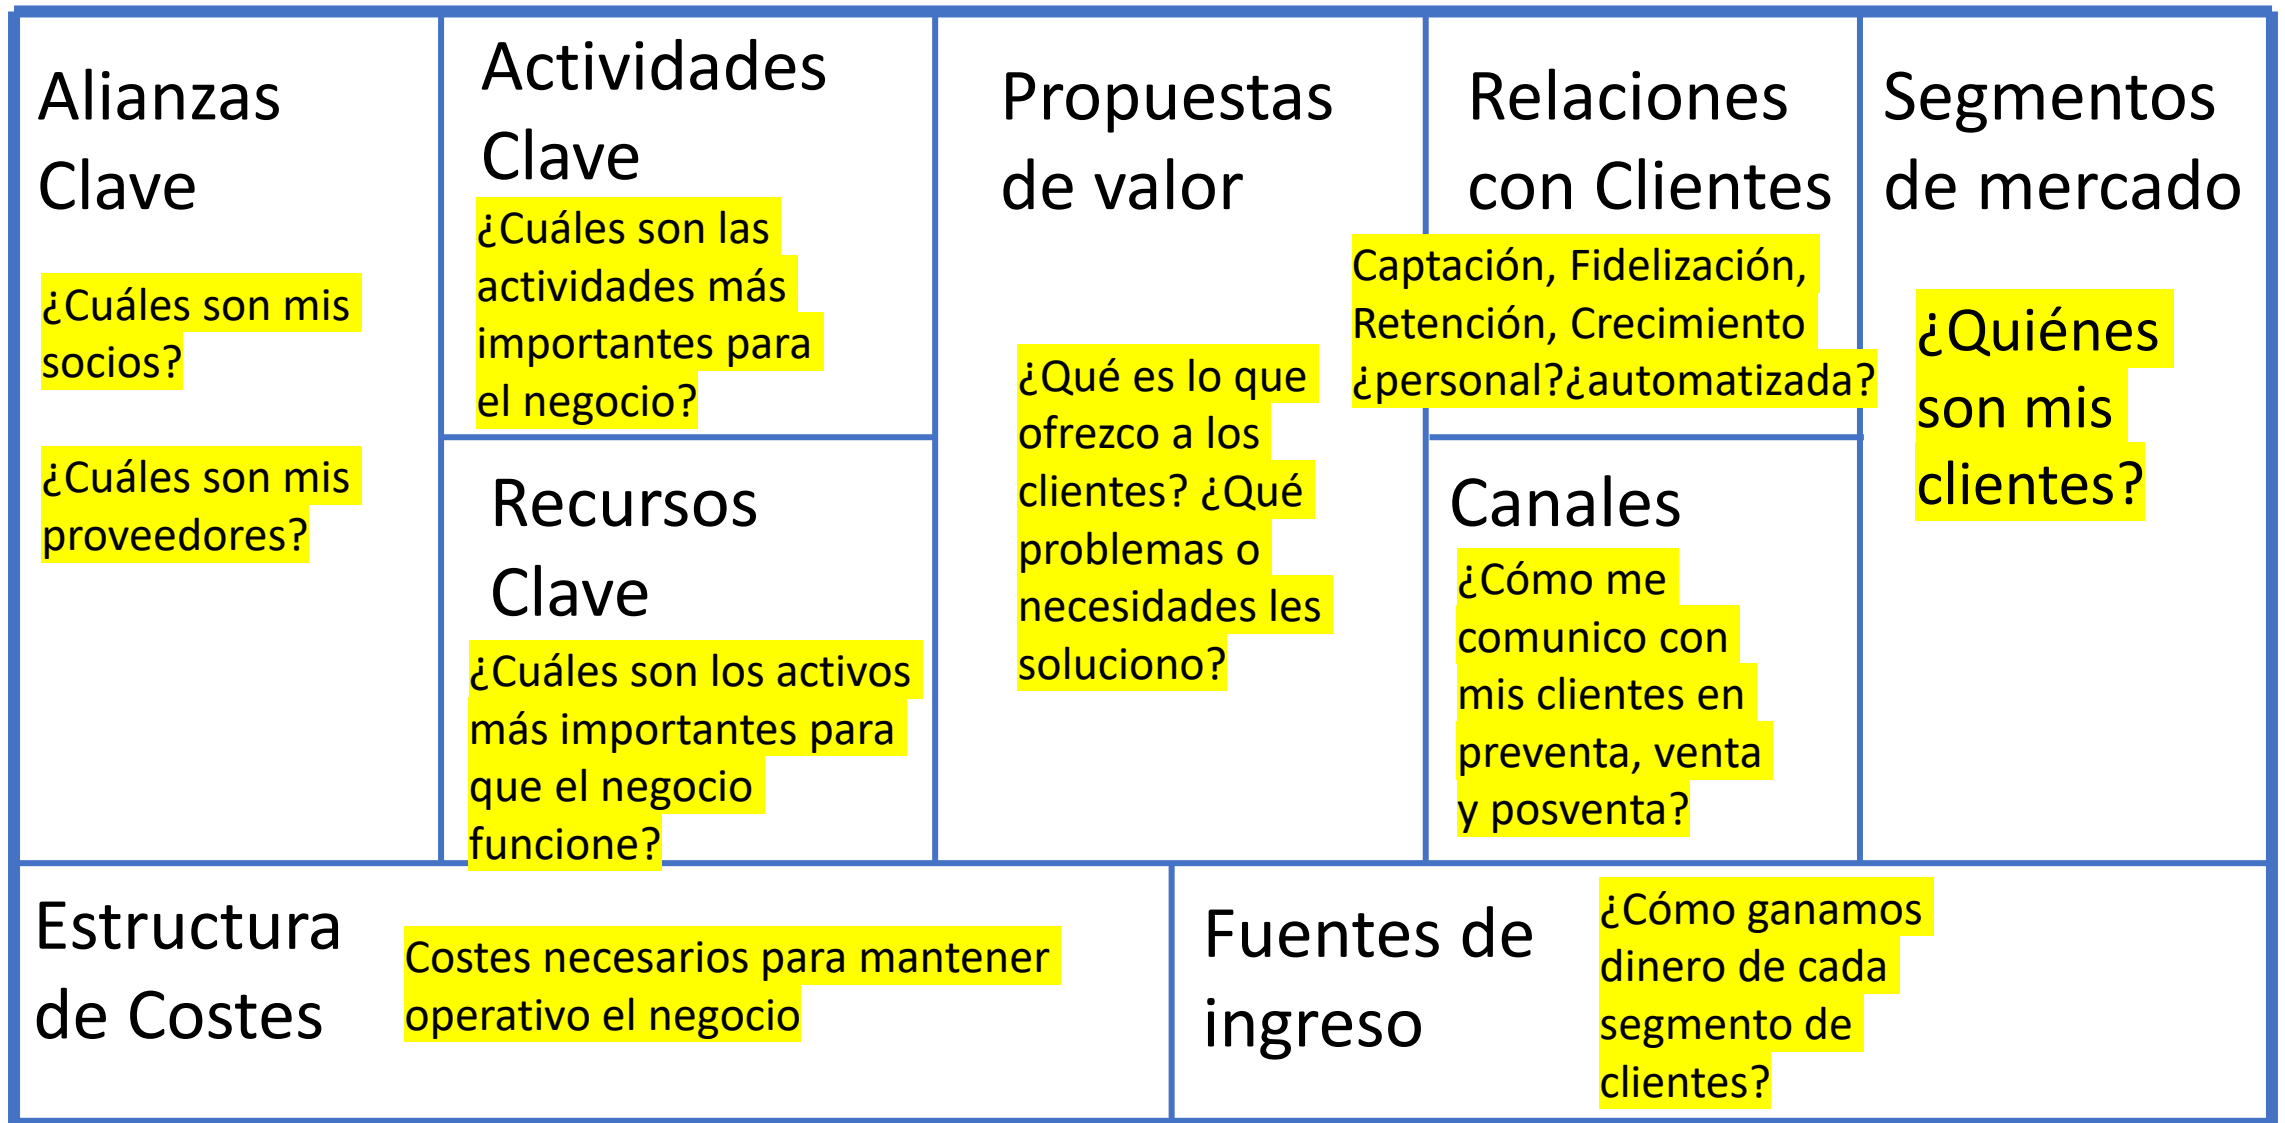 Alianzas
Clave
¿Cuáles son mis
socios?
¿Cuáles son mis
proveedores?
Actividades
Clave
¿Cuáles son las
actividades más
importantes para
el negocio?
Recursos
Clave
¿Cuáles son los activos
más importantes para
que el negocio
funcione?
Propuestas
de valor
¿Qué es lo que
ofrezco a los
clientes? ¿Qué
problemas o
necesidades les
soluciono?
Relaciones
con Clientes
Captación, Fidelización,
Retención, Crecimiento
¿personal?¿automatizada?
Canales
¿Cómo me
comunico con
mis clientes en
preventa, venta
y posventa?
Segmentos
de mercado
¿Quiénes
son mis
clientes?
Estructura
de Costes
Costes necesarios para mantener
operativo el negocio
Fuentes de
ingreso
¿Cómo ganamos
dinero de cada
segmento de
clientes?